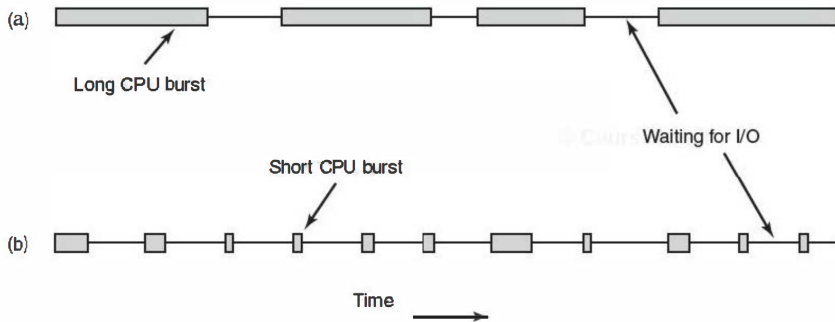 (a)
Long CPU burst
Waiting for I/O
Short CPU burst
(b)
Time